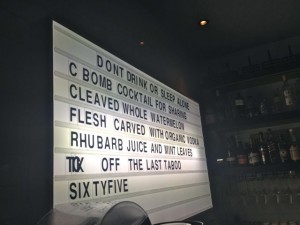 DONT DRINK OR SLEEP ALONE
C BOMB COCKTAIL FOR SHARING
CLEAVED WHOLE WATERMELON
FLESH CARVED WITH ORGANIC VODKA
RHUBARB JUICE AND MINT LEAVES
TICK OFF THE LAST TABOO
SIXTYFIVE